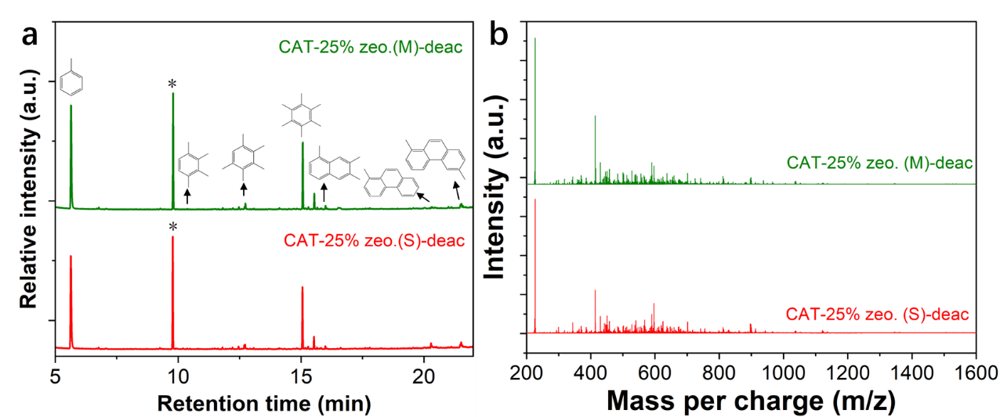 a
CAT-25% zeo.(M)-deac
*
CAT-25% zeo.(S)-deac
*
Relative intensity (a.u.)
5 10 15 20
Retention time (min)
b
CAT-25% zeo. (M)-deac
CAT-25% zeo. (S)-deac
Intensity (a.u.)
200 400 600 800 1000 1200 1400 1600
Mass per charge (m/z)